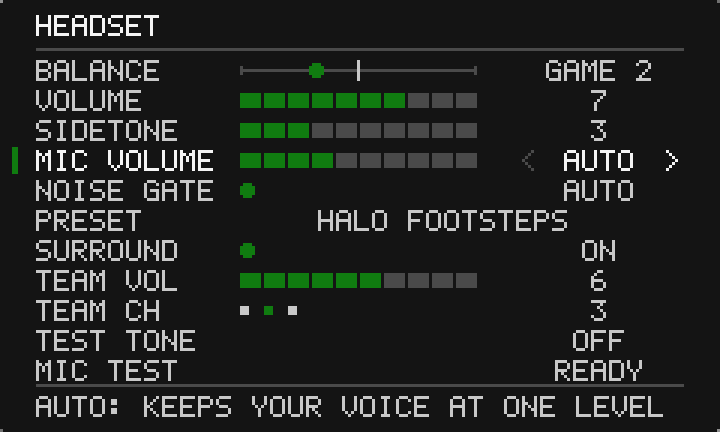 HEADSET
BALANCE GAME 2
VOLUME 7
SIDETONE 3
MIC VOLUME < AUTO >
NOISE GATE AUTO
PRESET HALO FOOTSTEPS
SURROUND ON
TEAM VOL 6
TEAM CH 3
TEST TONE OFF
MIC TEST READY
AUTO: KEEPS YOUR VOICE AT ONE LEVEL